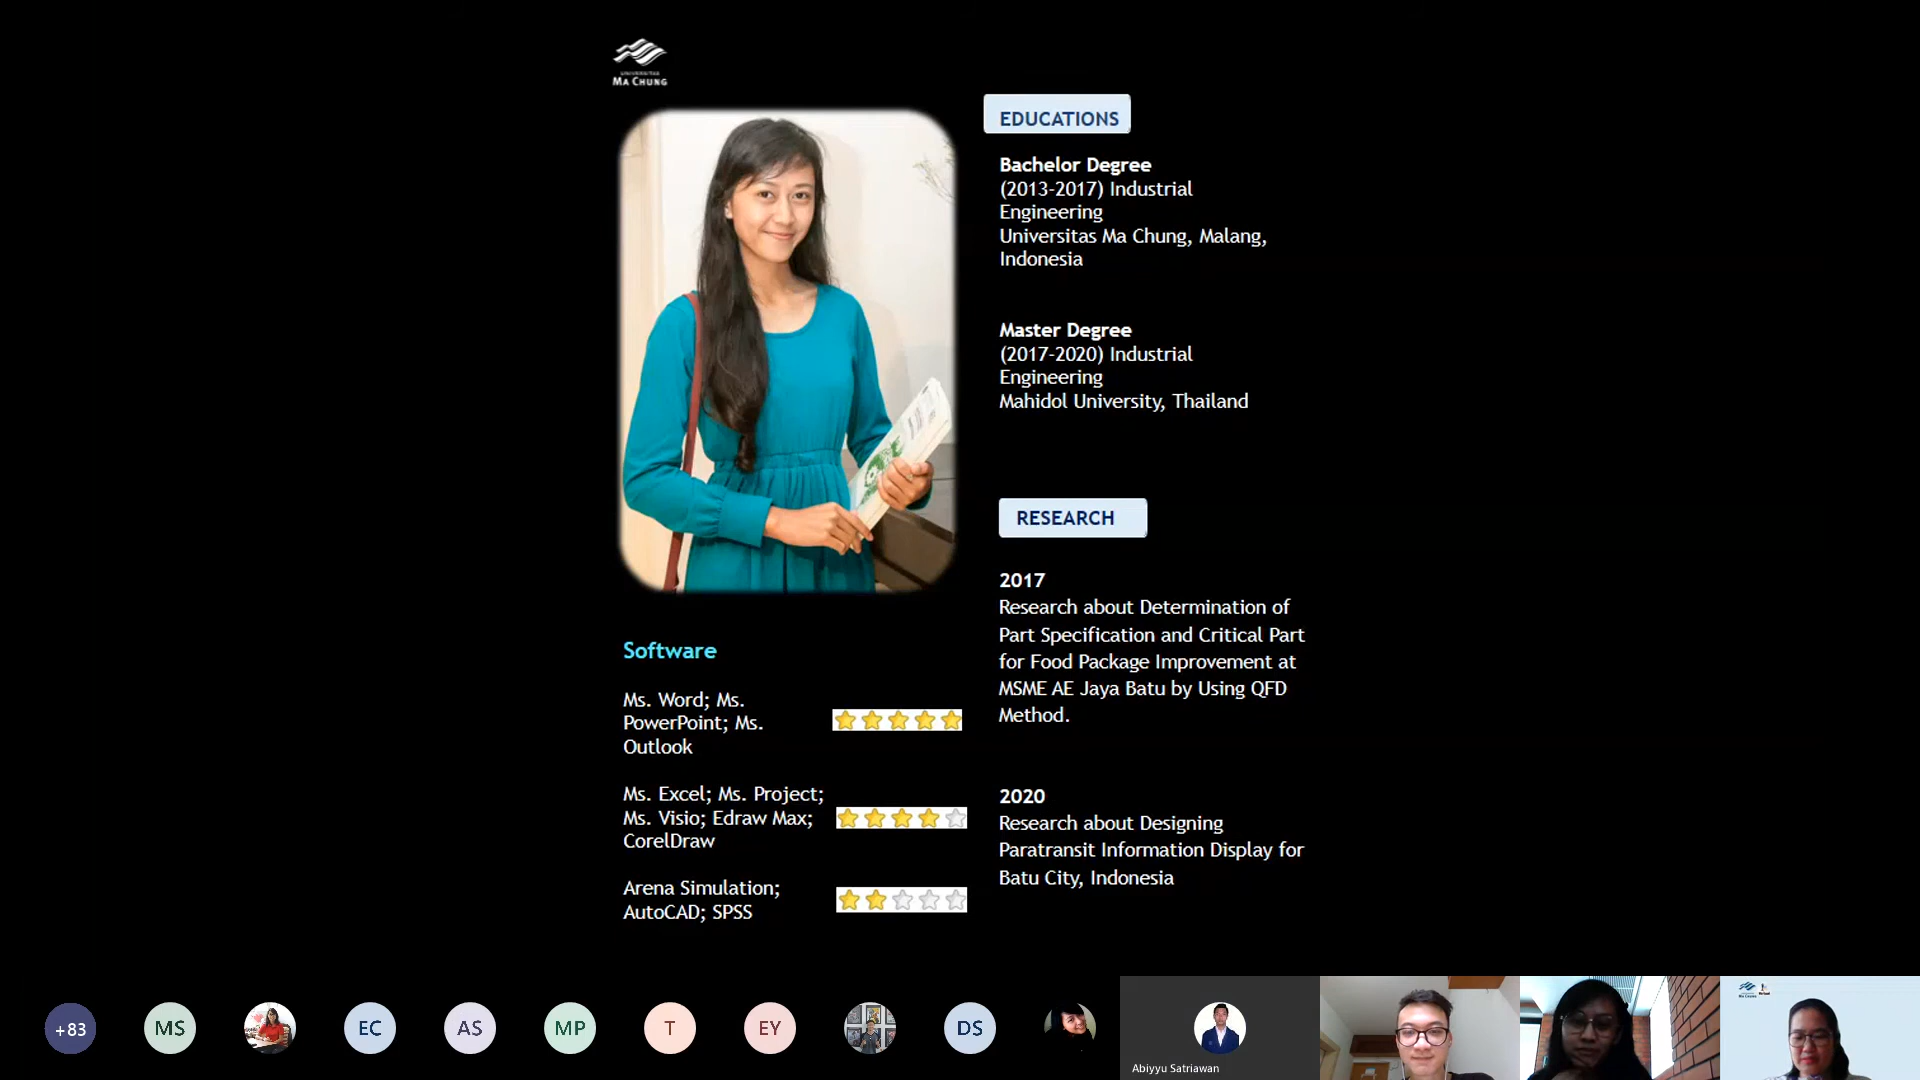 UNIVERSITAS
MA CHUNG
EDUCATIONS
Bachelor Degree
(2013-2017) Industrial
Engineering
Universitas Ma Chung, Malang,
Indonesia
Master Degree
(2017-2020) Industrial
Engineering
Mahidol University, Thailand
RESEARCH
2017
Research about Determination of
Part Specification and Critical Part
for Food Package Improvement at
MSME AE Jaya Batu by Using QFD
Method.
2020
Research about Designing
Paratransit Information Display for
Batu City, Indonesia
Software
Ms. Word; Ms.
PowerPoint; Ms.
Outlook
Ms. Excel; Ms. Project;
Ms. Visio; Edraw Max;
CorelDraw
Arena Simulation;
AutoCAD; SPSS
+83
MS
EC
AS
MP
T
EY
DS
Abiyyu Satriawan